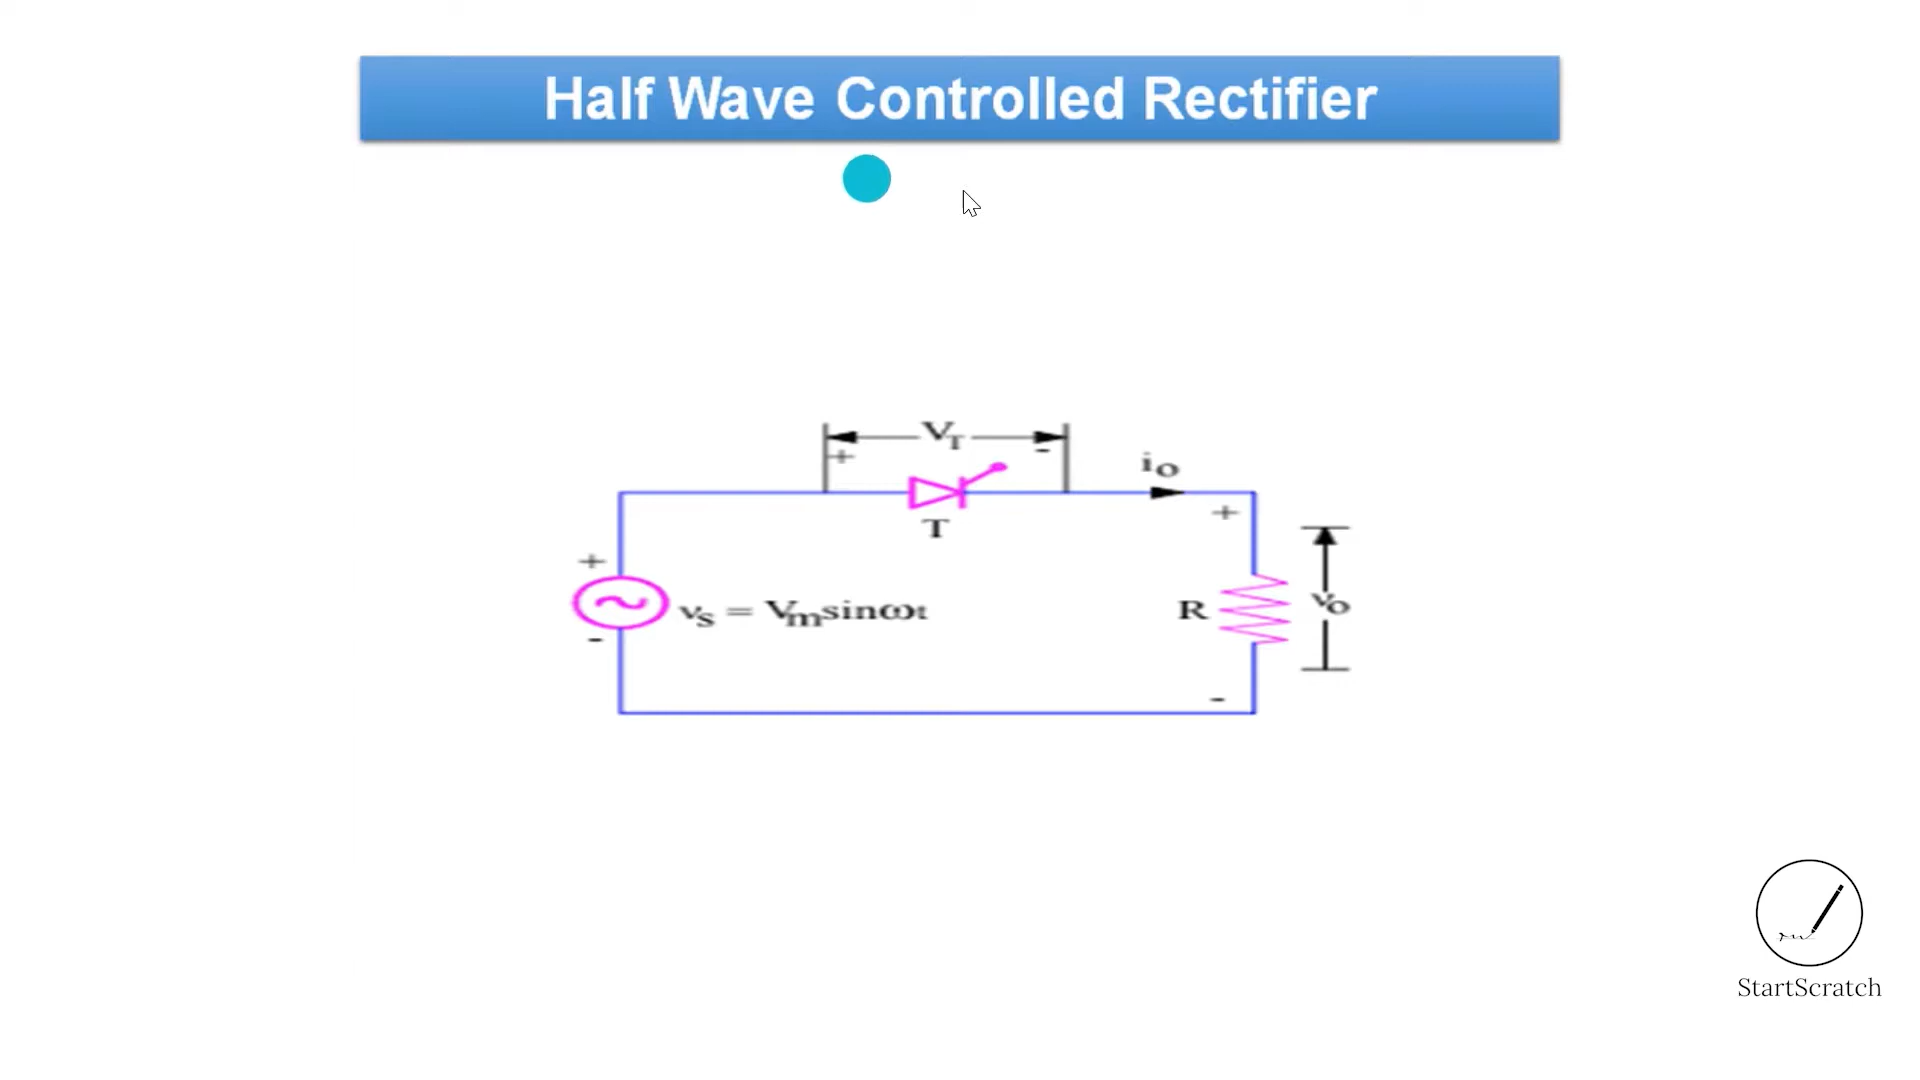 Half Wave Controlled Rectifier
V_T
+ -
i_o
T
+
+
v_s = V_m sinωt
R
v_o
-
-
StartScratch